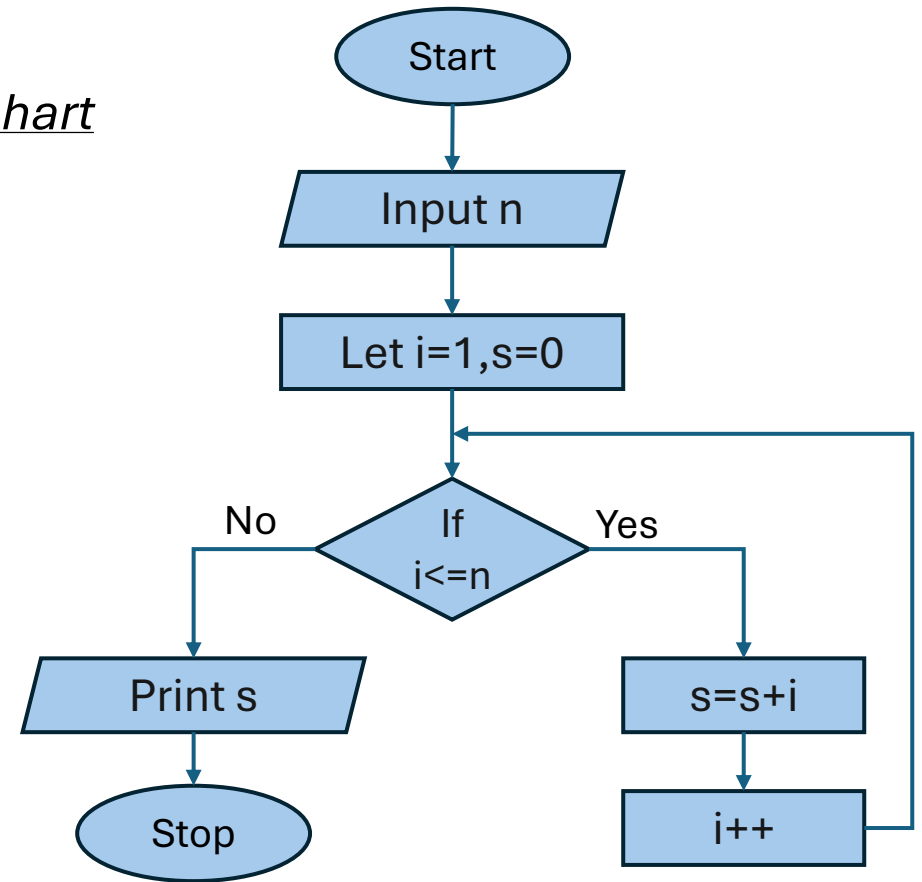 Start
hart
Input n
Let i=1,s=0
No
If
Yes
i<=n
Print s
s=s+i
Stop
i++